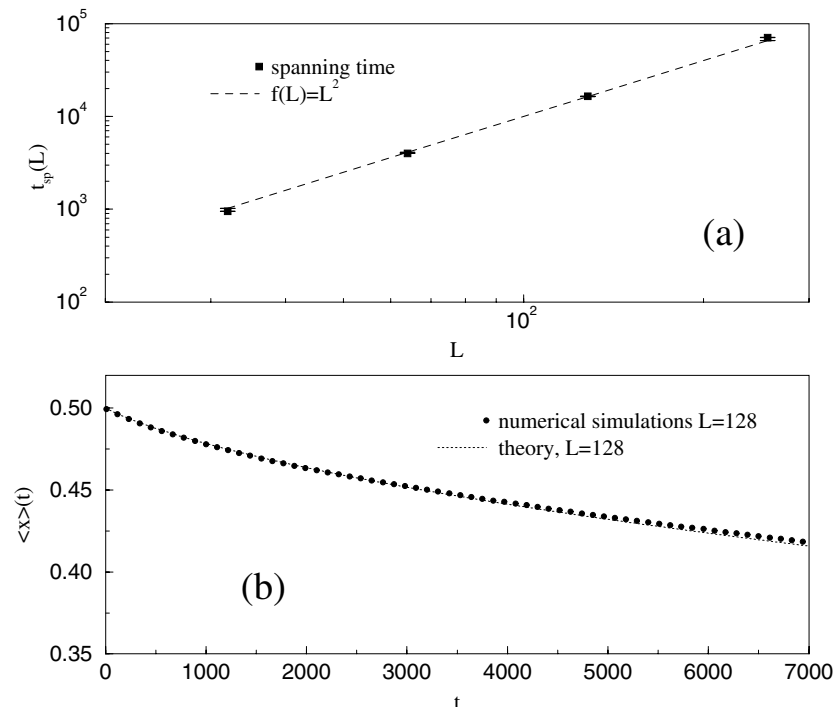 10^5
spanning time
f(L)=L^2
10^4
t_sp(L)
10^3
(a)
10^2
10^2
L
0.50
numerical simulations L=128
theory, L=128
<x>(t)
0.45
0.40
(b)
0.35
0 1000 2000 3000 4000 5000 6000 7000
t